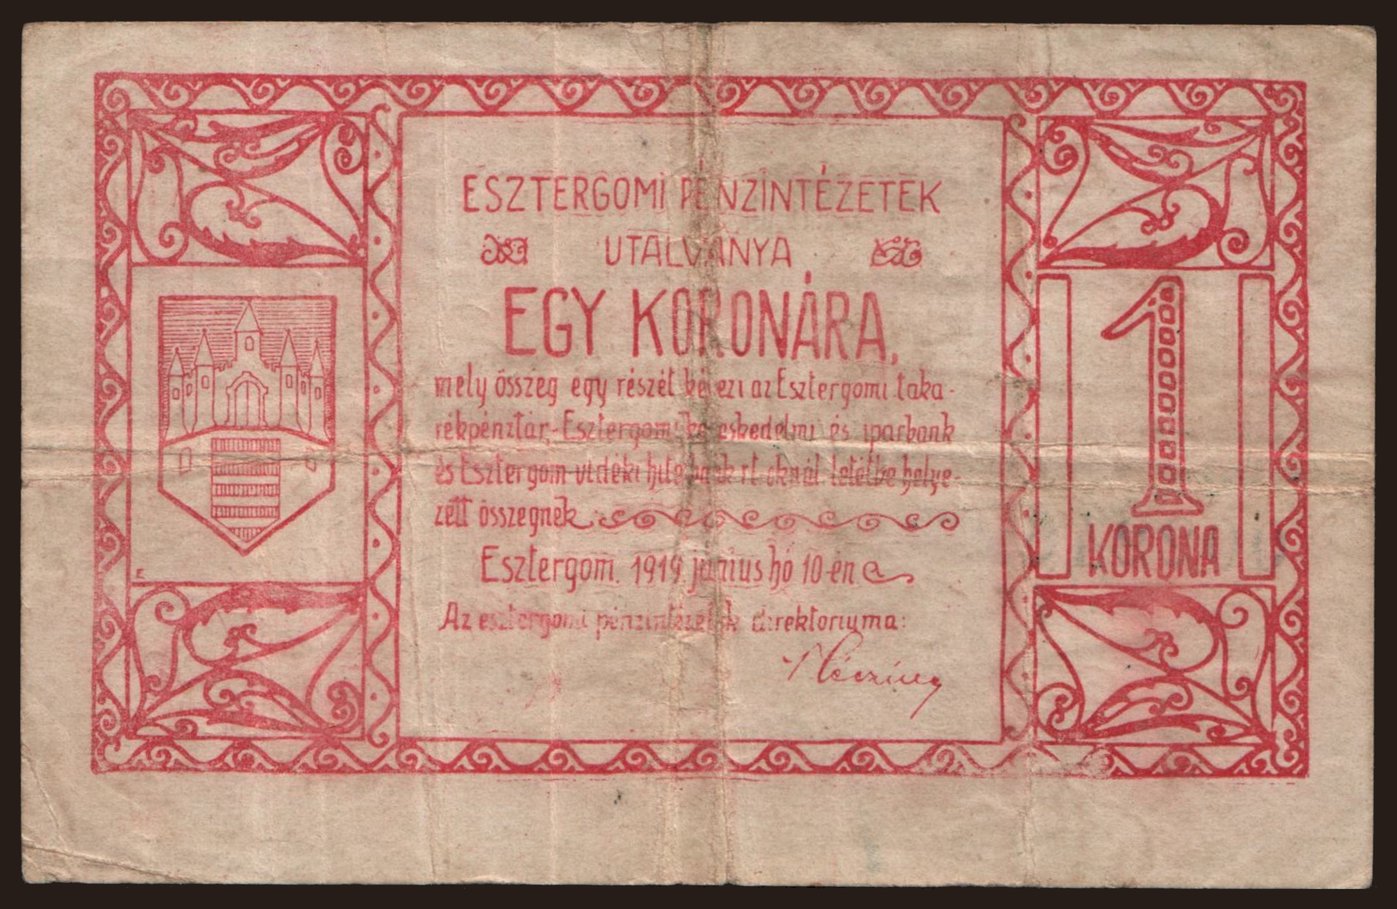 ESZTERGOMI PÉNZINTÉZETEK
UTALVÁNYA
EGY KORONÁRA,
mely összeg egy részét képezi az Esztergomi taka-
rékpénztár,-Esztergomi kereskedelmi és iparbank
és Esztergom vidéki hitelbank rt.oknál letétbe helye-
zett összegnek
Esztergom, 1919. junius hó 10-én
Az esztergomi pénzintézetek direktoriuma:
1
KORONA
E